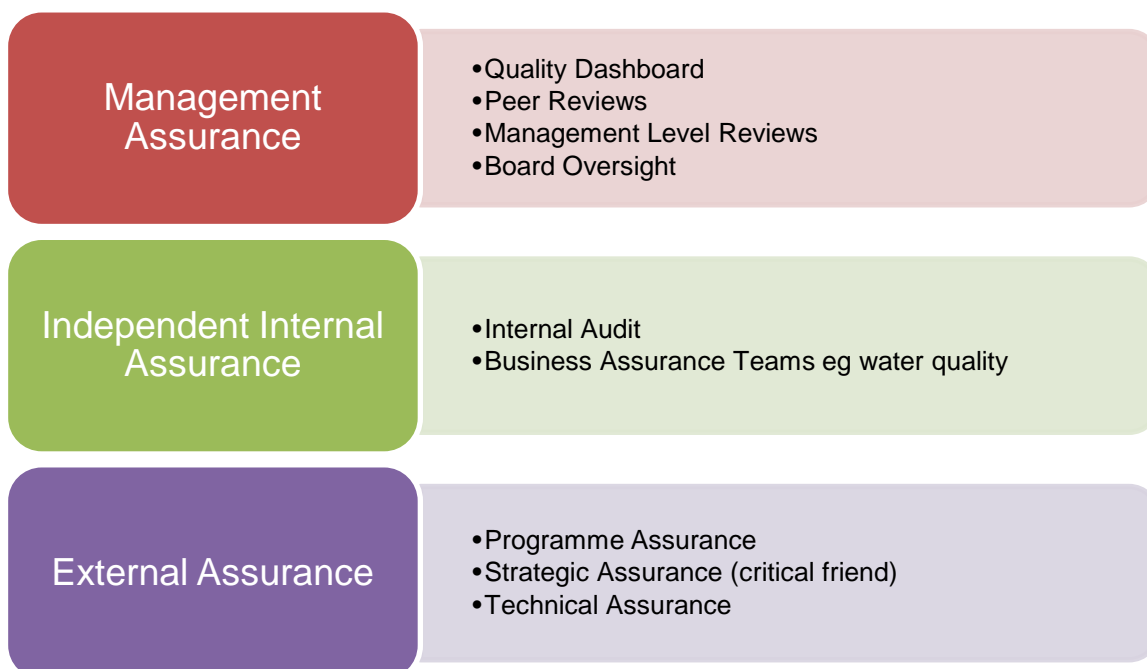 Management
Assurance
•Quality Dashboard
•Peer Reviews
•Management Level Reviews
•Board Oversight
Independent Internal
Assurance
•Internal Audit
•Business Assurance Teams eg water quality
External Assurance
•Programme Assurance
•Strategic Assurance (critical friend)
•Technical Assurance